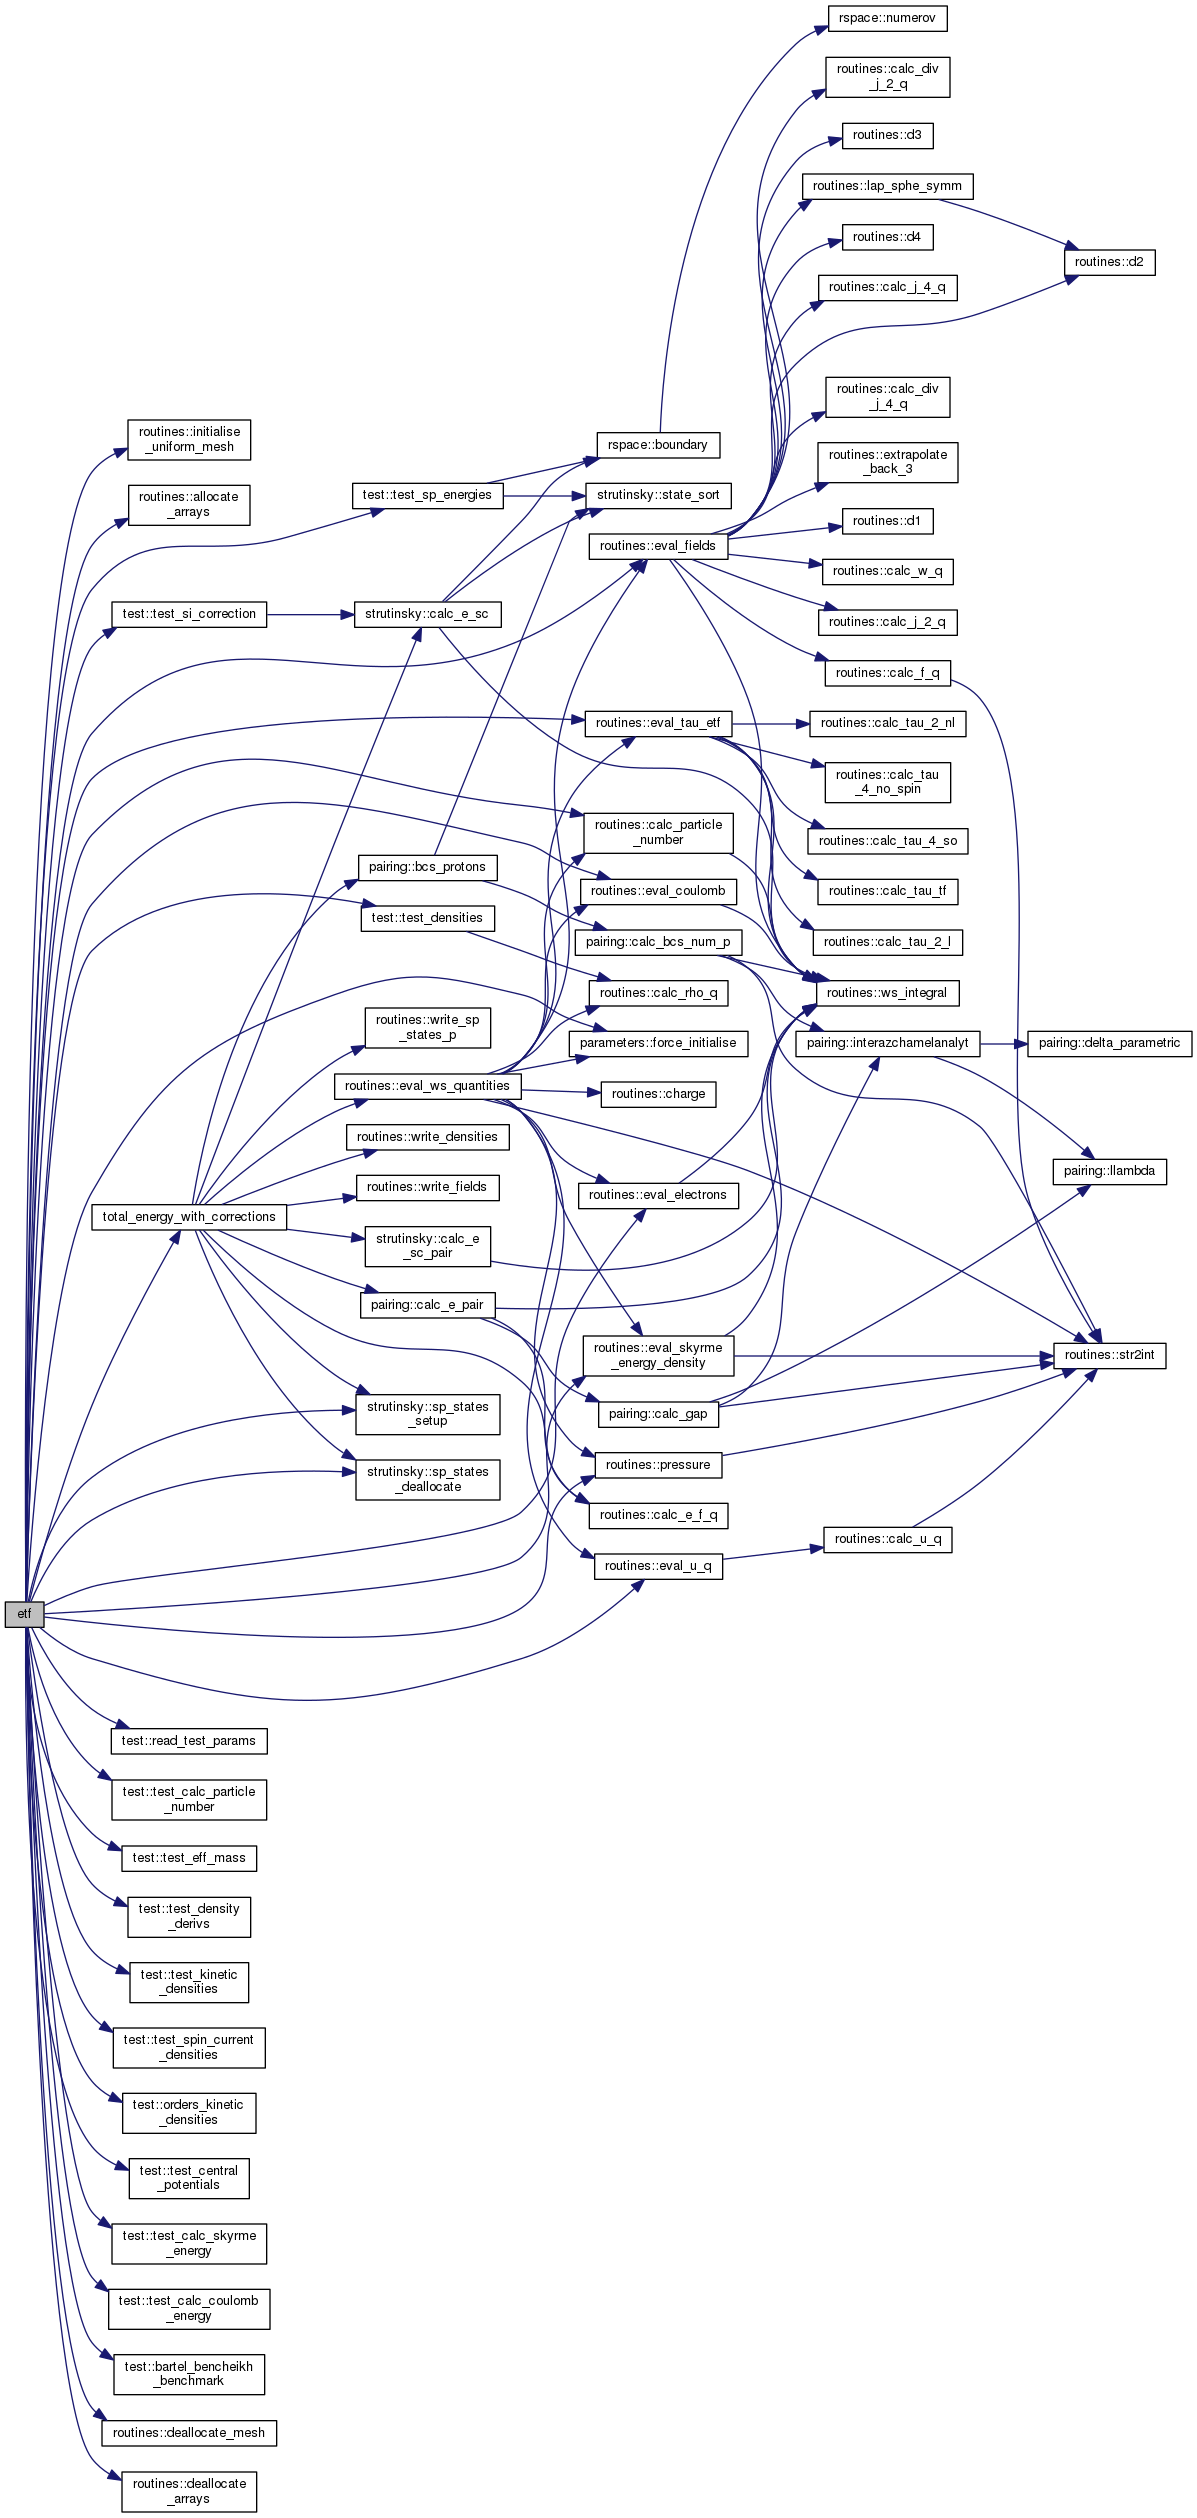 rspace::numerov
routines::calc_div
_j_2_q
routines::d3
routines::lap_sphe_symm
routines::d4
routines::d2
routines::calc_j_4_q
routines::calc_div
_j_4_q
routines::initialise
_uniform_mesh
rspace::boundary
routines::extrapolate
_back_3
test::test_sp_energies
strutinsky::state_sort
routines::allocate
_arrays
routines::d1
routines::eval_fields
routines::calc_w_q
test::test_si_correction
strutinsky::calc_e_sc
routines::calc_j_2_q
routines::calc_f_q
routines::eval_tau_etf
routines::calc_tau_2_nl
routines::calc_tau
_4_no_spin
routines::calc_particle
_number
routines::calc_tau_4_so
pairing::bcs_protons
routines::eval_coulomb
routines::calc_tau_tf
test::test_densities
pairing::calc_bcs_num_p
routines::calc_tau_2_l
routines::calc_rho_q
routines::ws_integral
routines::write_sp
_states_p
parameters::force_initialise
pairing::interazchamelanalyt
pairing::delta_parametric
routines::eval_ws_quantities
routines::charge
routines::write_densities
pairing::llambda
routines::write_fields
routines::eval_electrons
total_energy_with_corrections
strutinsky::calc_e
_sc_pair
pairing::calc_e_pair
routines::eval_skyrme
_energy_density
routines::str2int
strutinsky::sp_states
_setup
pairing::calc_gap
routines::pressure
strutinsky::sp_states
_deallocate
routines::calc_e_f_q
routines::calc_u_q
routines::eval_u_q
etf
test::read_test_params
test::test_calc_particle
_number
test::test_eff_mass
test::test_density
_derivs
test::test_kinetic
_densities
test::test_spin_current
_densities
test::orders_kinetic
_densities
test::test_central
_potentials
test::test_calc_skyrme
_energy
test::test_calc_coulomb
_energy
test::bartel_bencheikh
_benchmark
routines::deallocate_mesh
routines::deallocate
_arrays